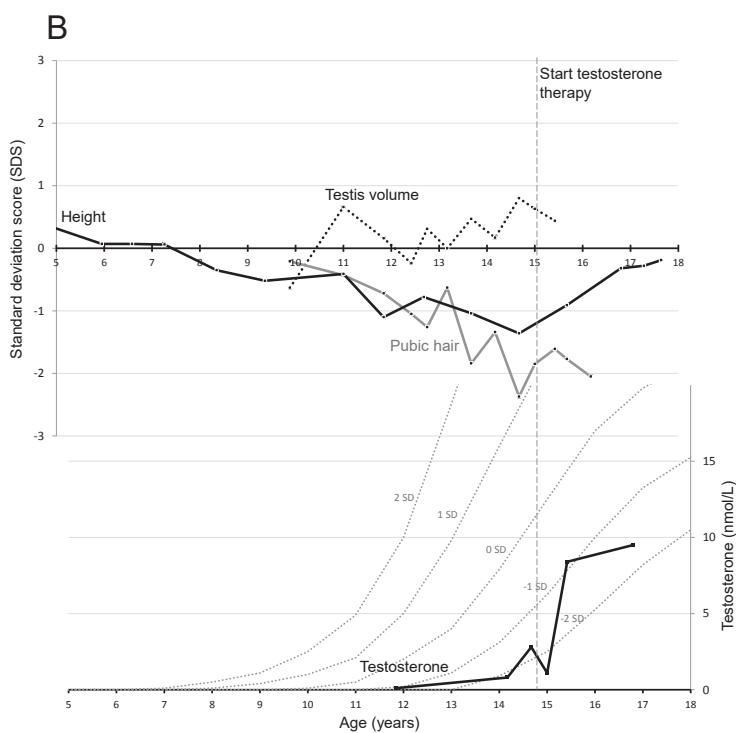 B
3
Start testosterone
therapy
2
Standard deviation score (SDS)
1
Testis volume
Height
0
5 6 7 8 9 10 11 12 13 14 15 16 17 18
-1
Pubic hair
-2
-3
15
2 SD
1 SD
10
0 SD
Testosterone (nmol/L)
-1 SD
5
-2 SD
Testosterone
0
5 6 7 8 9 10 11 12 13 14 15 16 17 18
Age (years)